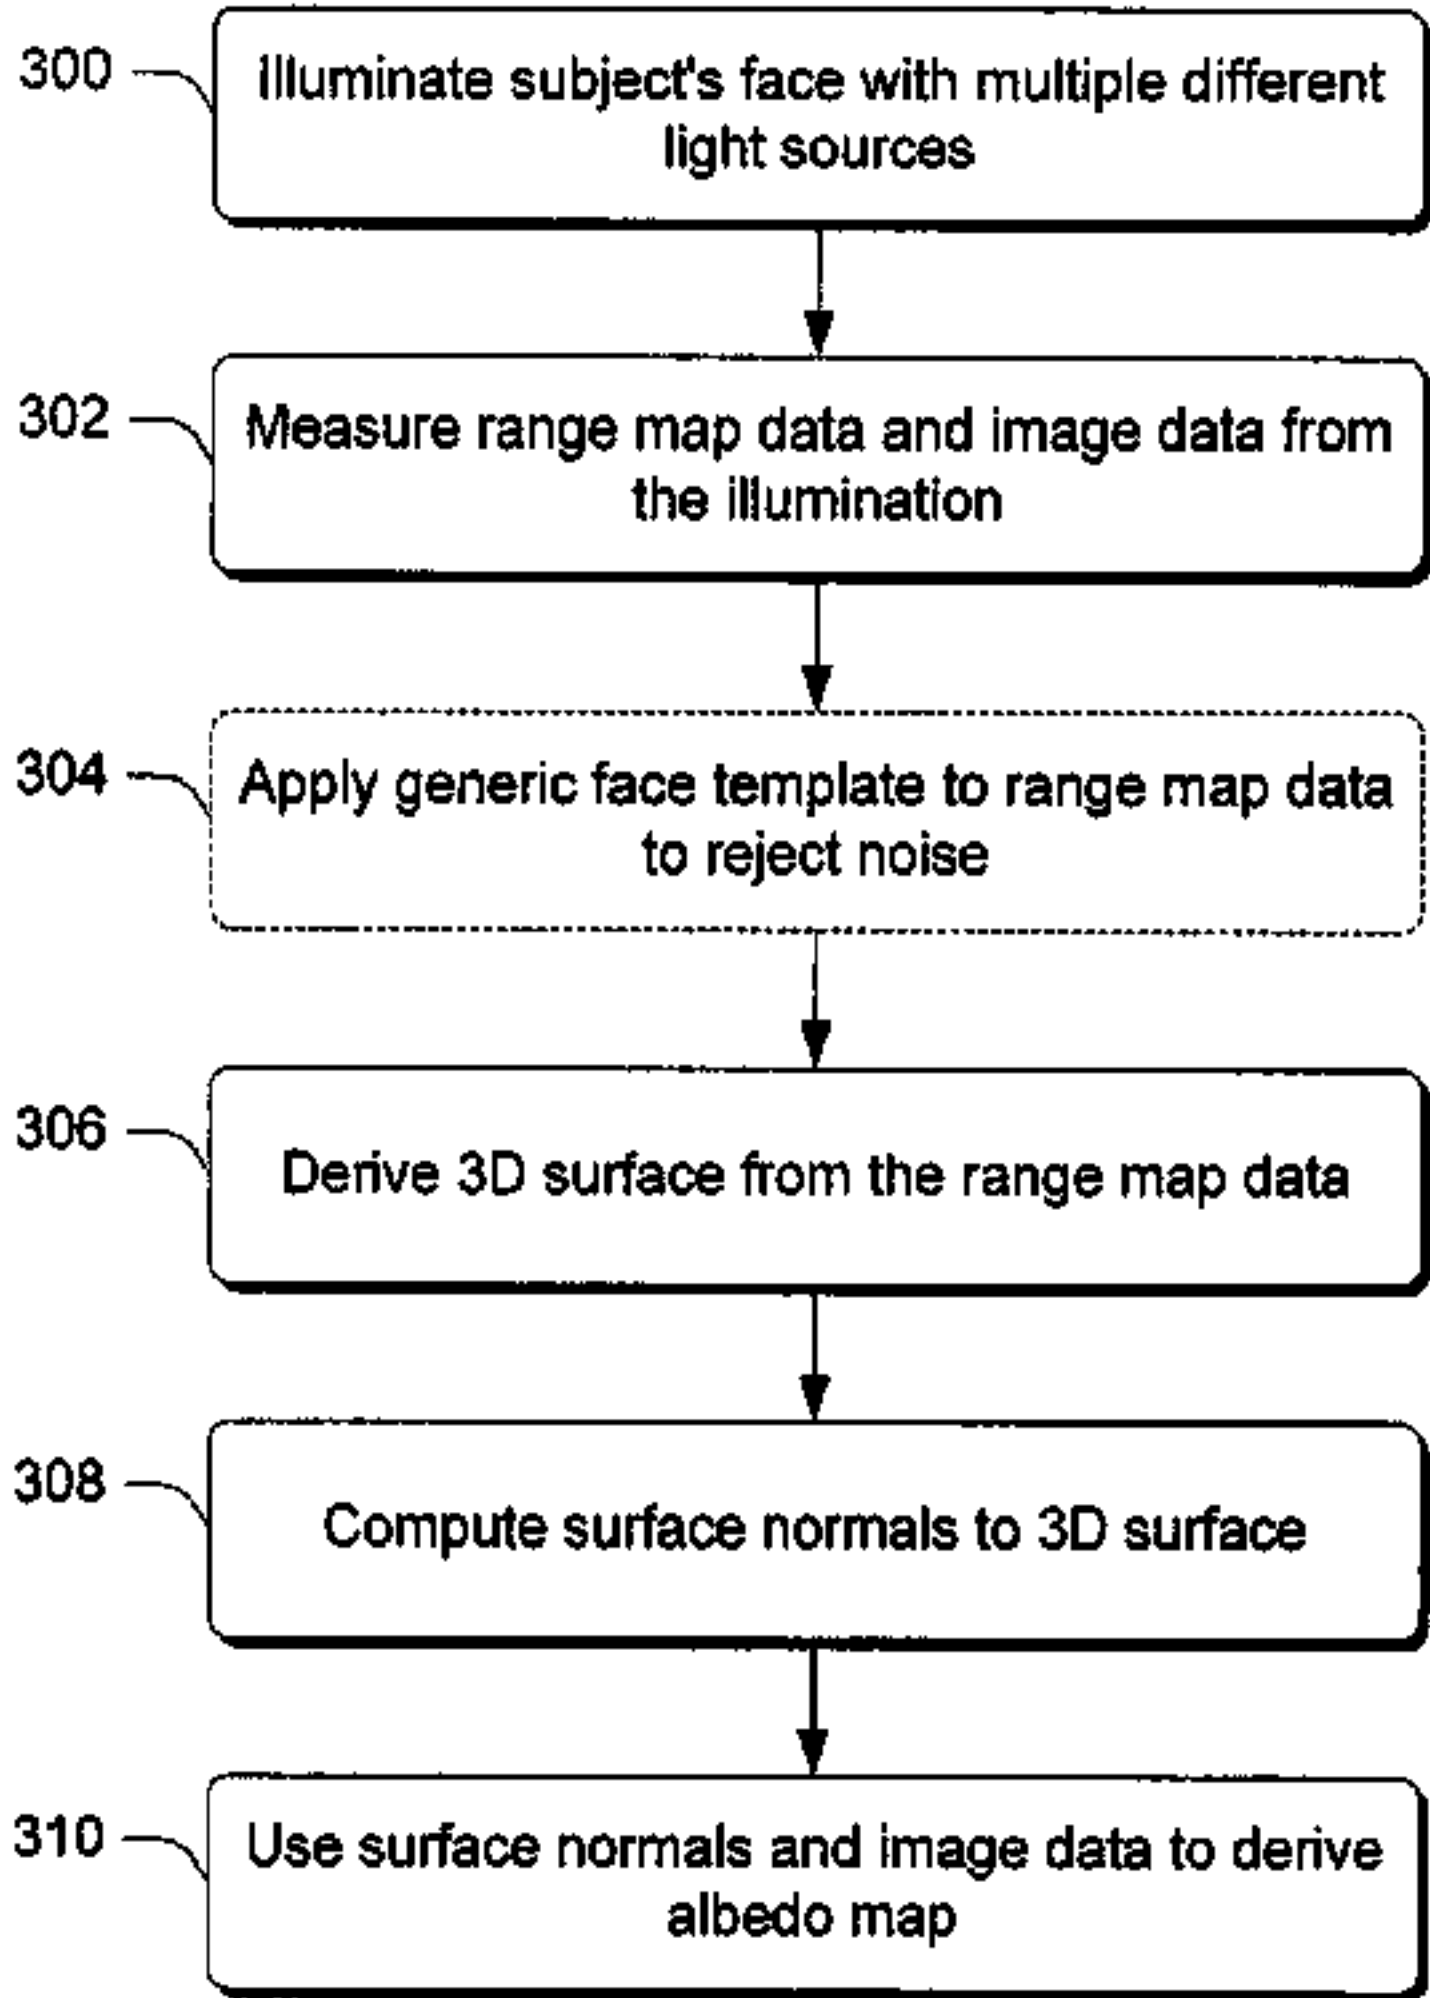 300
Illuminate subject's face with multiple different
light sources
302
Measure range map data and image data from
the illumination
304
Apply generic face template to range map data
to reject noise
306
Derive 3D surface from the range map data
308
Compute surface normals to 3D surface
310
Use surface normals and image data to derive
albedo map